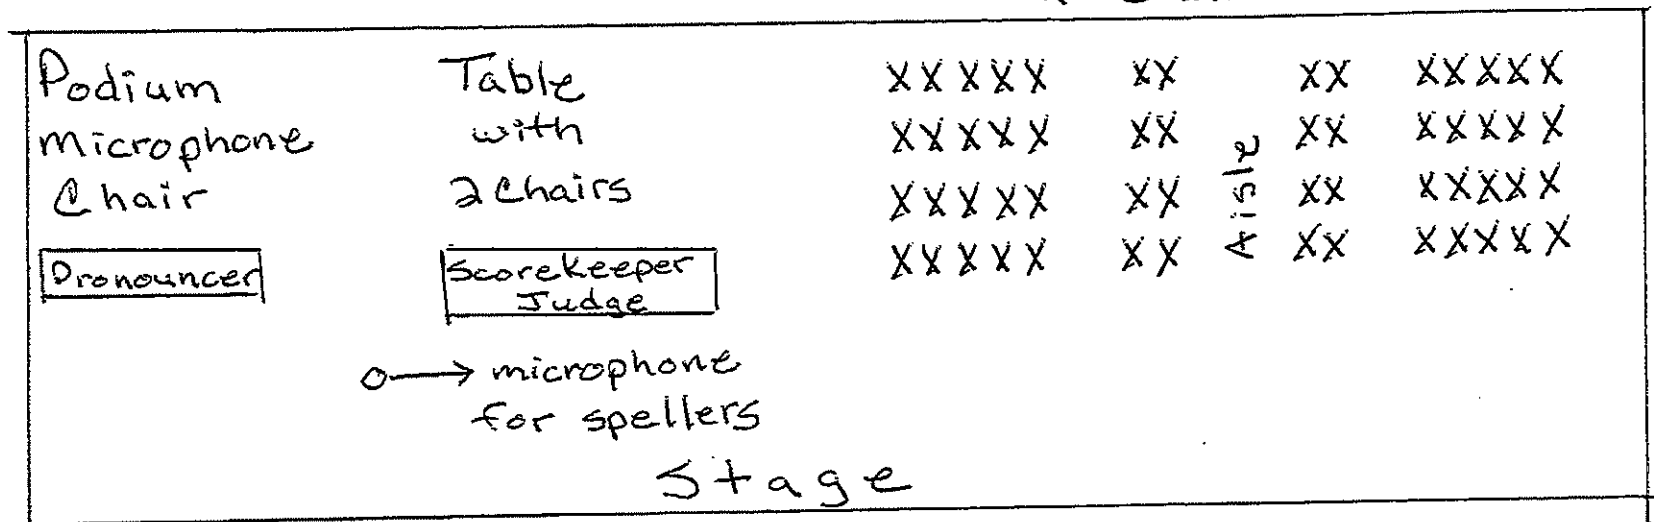 Podium
microphone
Chair
Pronouncer
Table
with
2 Chairs
Scorekeeper
Judge
microphone
for spellers
XXXXX XX XX XXXXX
XXXXX XX XX XXXXX
XXXXX XX XX XXXXX
XXXXX XX XX XXXXX
Aisle
Stage